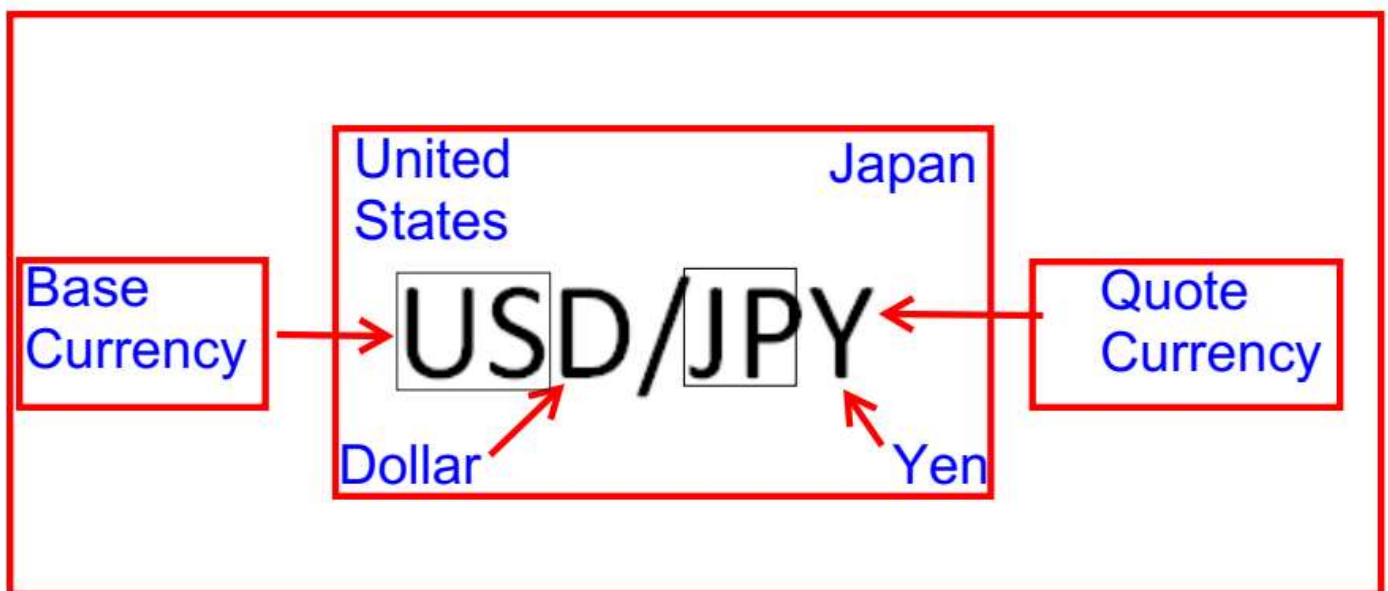 United
States
Japan
Base
Currency
USD/JPY
Quote
Currency
Dollar
Yen